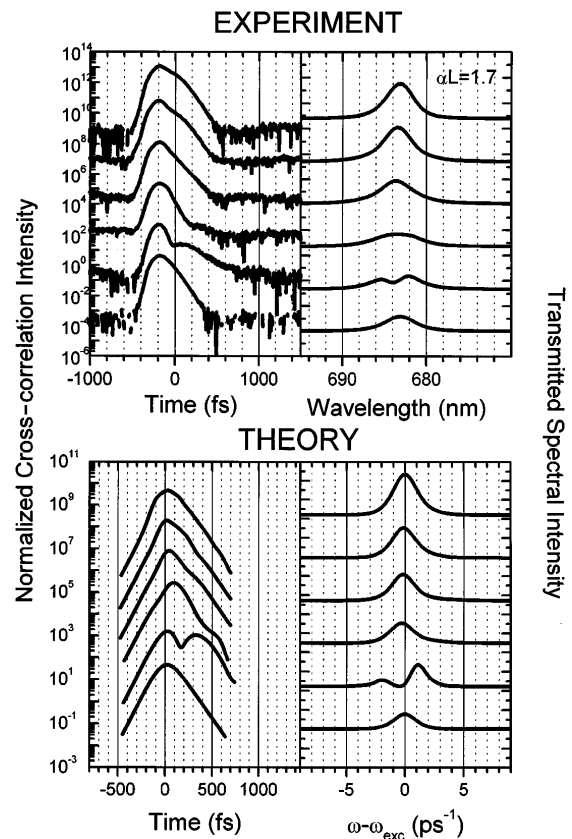 EXPERIMENT
10^14
10^12
10^10
10^8
10^6
10^4
10^2
10^0
10^-2
10^-4
10^-6
αL=1.7
-1000 0 1000
690 680
Time (fs)
Wavelength (nm)
Normalized Cross-correlation Intensity
Transmitted Spectral Intensity
THEORY
10^11
10^9
10^7
10^5
10^3
10^1
10^-1
10^-3
-500 0 500 1000
-5 0 5
Time (fs)
ω-ω_exc (ps^-1)